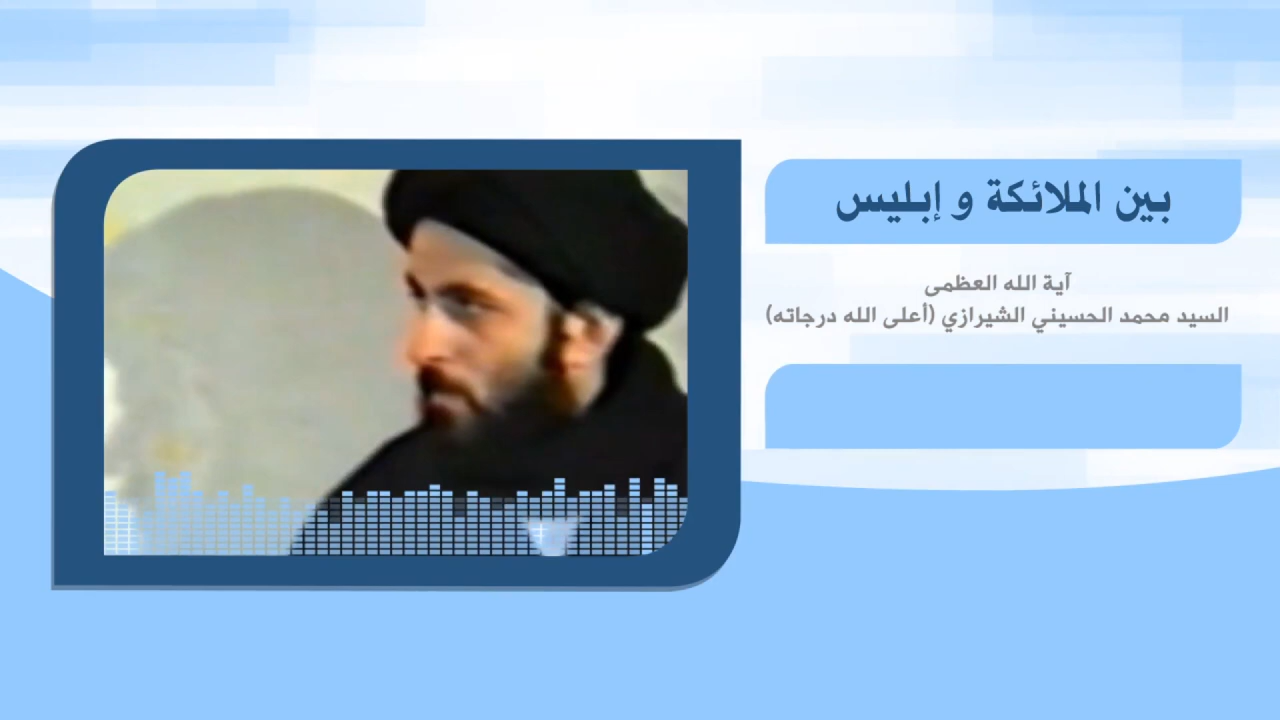 بين الملائكة و إبليس
آية الله العظمى
السيد محمد الحسيني الشيرازي (أعلى الله درجاته)